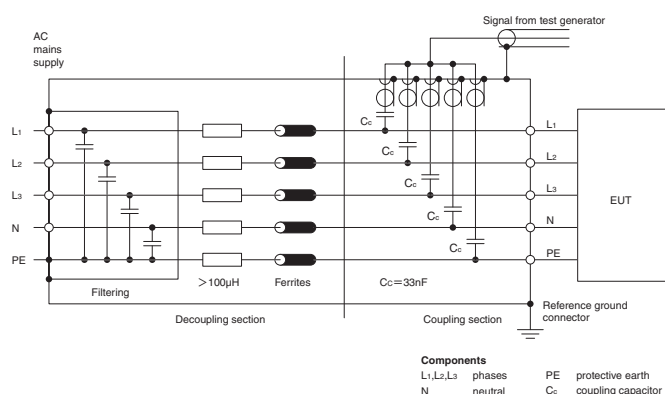 Signal from test generator
AC
mains
supply
L1
L2
L3
N
PE
Cc
Cc
Cc
Cc
Cc
L1
L2
L3
N
PE
EUT
Filtering
>100μH
Ferrites
Cc=33nF
Decoupling section
Coupling section
Reference ground
connector
Components
L1,L2,L3 phases PE protective earth
N neutral Cc coupling capacitor